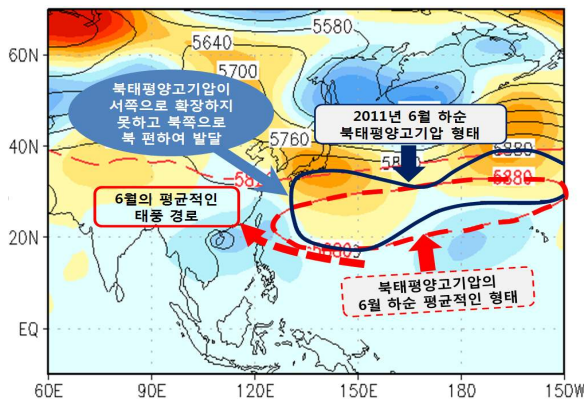 5580
60N
5640
5700
북태평양고기압이
서쪽으로 확장하지
못하고 북쪽으로
북 편하여 발달
2011년 6월 하순
북태평양고기압 형태
5760
40N
5880
5880
6월의 평균적인
태풍 경로
20N
북태평양고기압의
6월 하순 평균적인 형태
EQ
60E
90E
120E
150E
180
150W